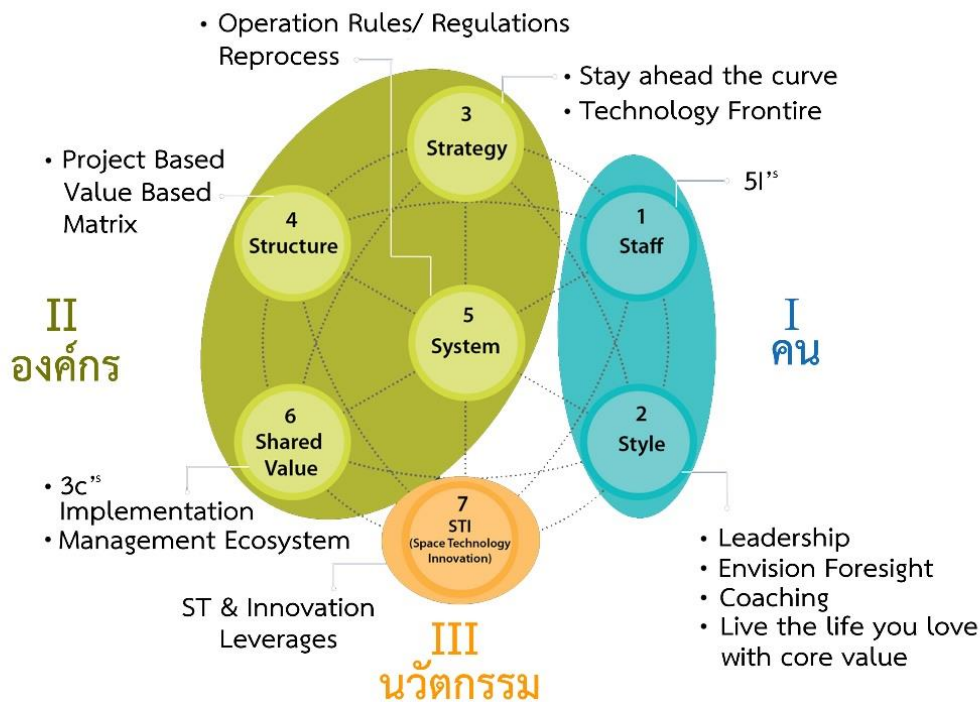 • Operation Rules/ Regulations
Reprocess
• Stay ahead the curve
• Technology Frontire
3
Strategy
• Project Based
Value Based
Matrix
4
Structure
5I'ˢ
1
Staff
II
องค์กร
5
System
I
คน
6
Shared
Value
2
Style
• 3c'ˢ
Implementation
• Management Ecosystem
7
STI
(Space Technology
Innovation)
ST & Innovation
Leverages
• Leadership
• Envision Foresight
• Coaching
• Live the life you love
with core value
III
นวัตกรรม